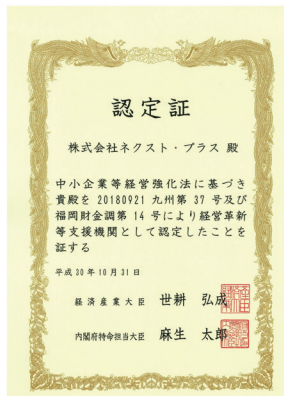 認定証
株式会社ネクスト・プラス 殿
中小企業等経営強化法に基づき
貴殿を 20180921 九州第 37 号及び
福岡財金調第 14 号により経営革新
等支援機関として認定したことを
証する
平成 30 年 10 月 31 日
経済産業大臣 世耕 弘成
内閣府特命担当大臣 麻生 太郎